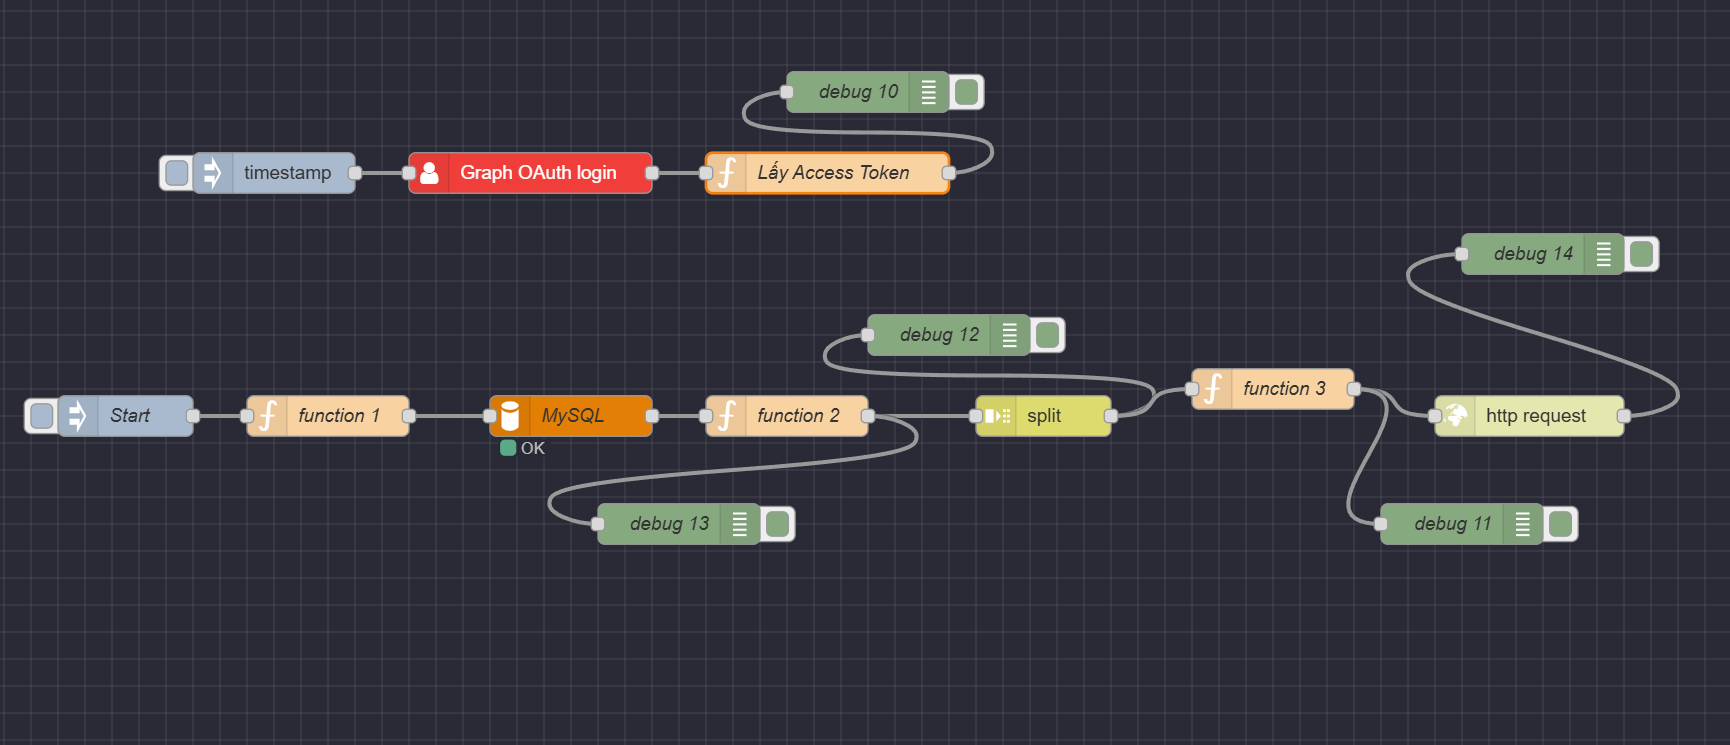 debug 10
timestamp
Graph OAuth login
Lấy Access Token
debug 14
debug 12
function 3
Start
function 1
MySQL
function 2
split
http request
OK
debug 13
debug 11